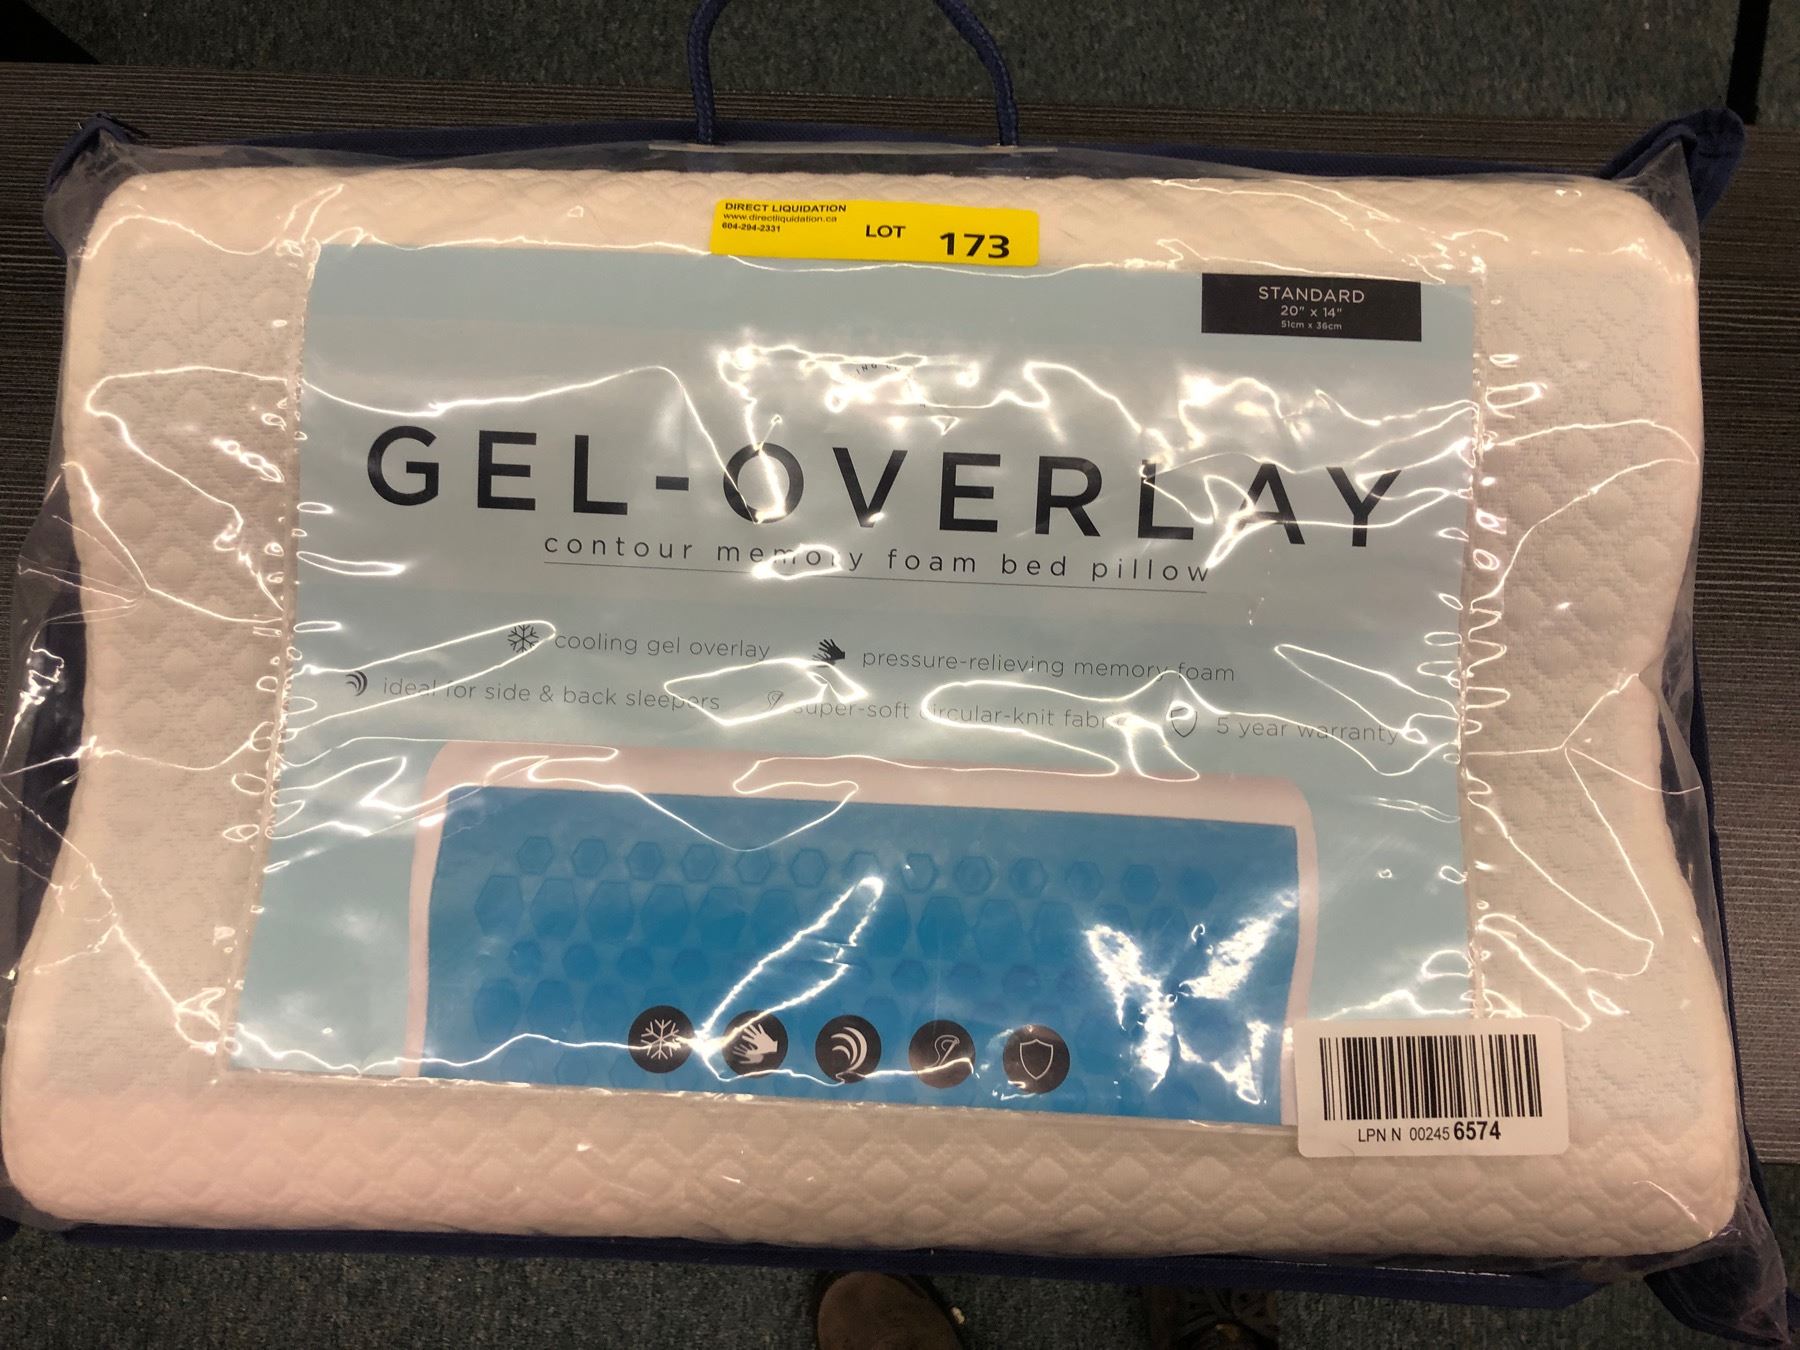 DIRECT LIQUIDATION
www.directliquidation.ca
604-294-2331
LOT 173
STANDARD
20" x 14"
51cm x 36cm
GEL-OVERLAY
contour memory foam bed pillow
cooling gel overlay
pressure-relieving memory foam
ideal for side & back sleepers
super-soft circular-knit fabric
5 year warranty
LPN N 002456574